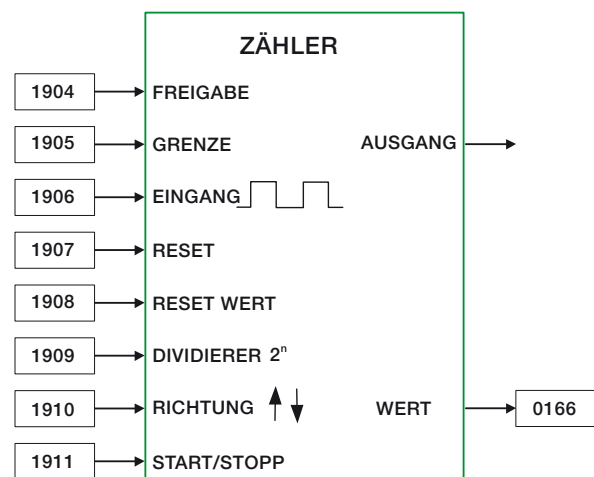 ZÄHLER
1904 FREIGABE
1905 GRENZE AUSGANG
1906 EINGANG
1907 RESET
1908 RESET WERT
1909 DIVIDIERER 2ⁿ
1910 RICHTUNG WERT 0166
1911 START/STOPP